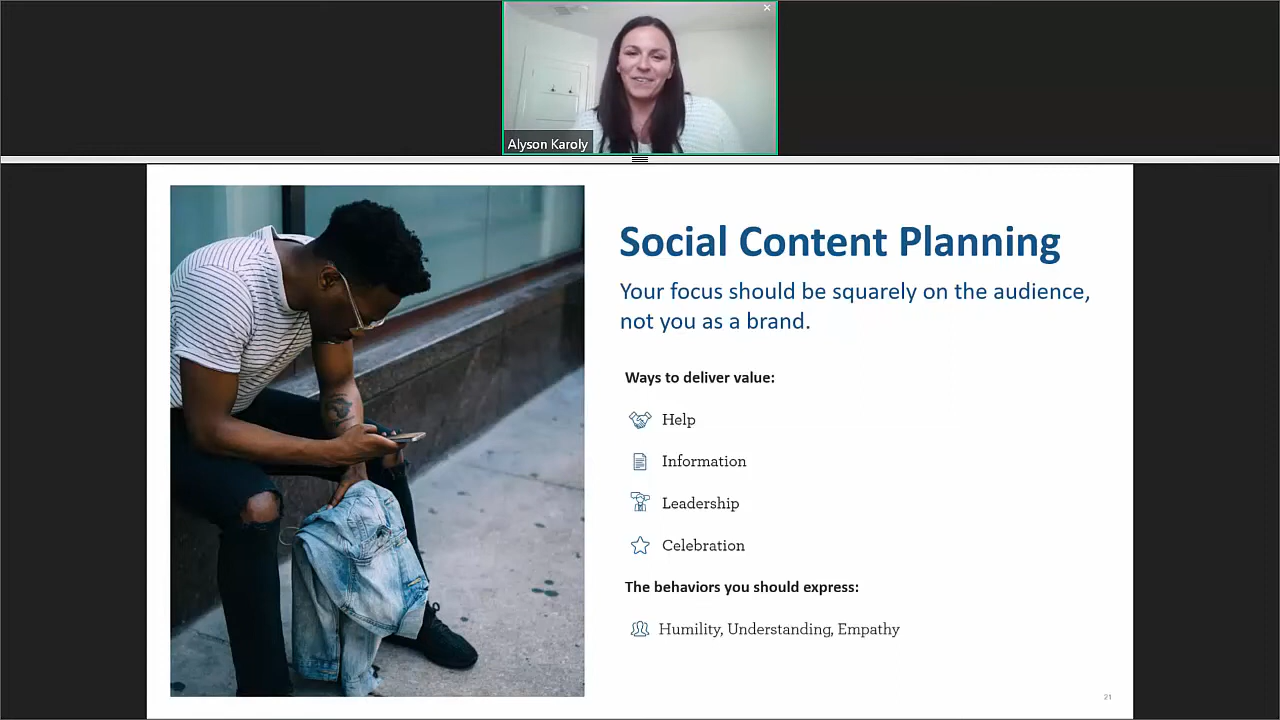 Alyson Karoly
Social Content Planning
Your focus should be squarely on the audience,
not you as a brand.
Ways to deliver value:
Help
Information
Leadership
Celebration
The behaviors you should express:
Humility, Understanding, Empathy
21